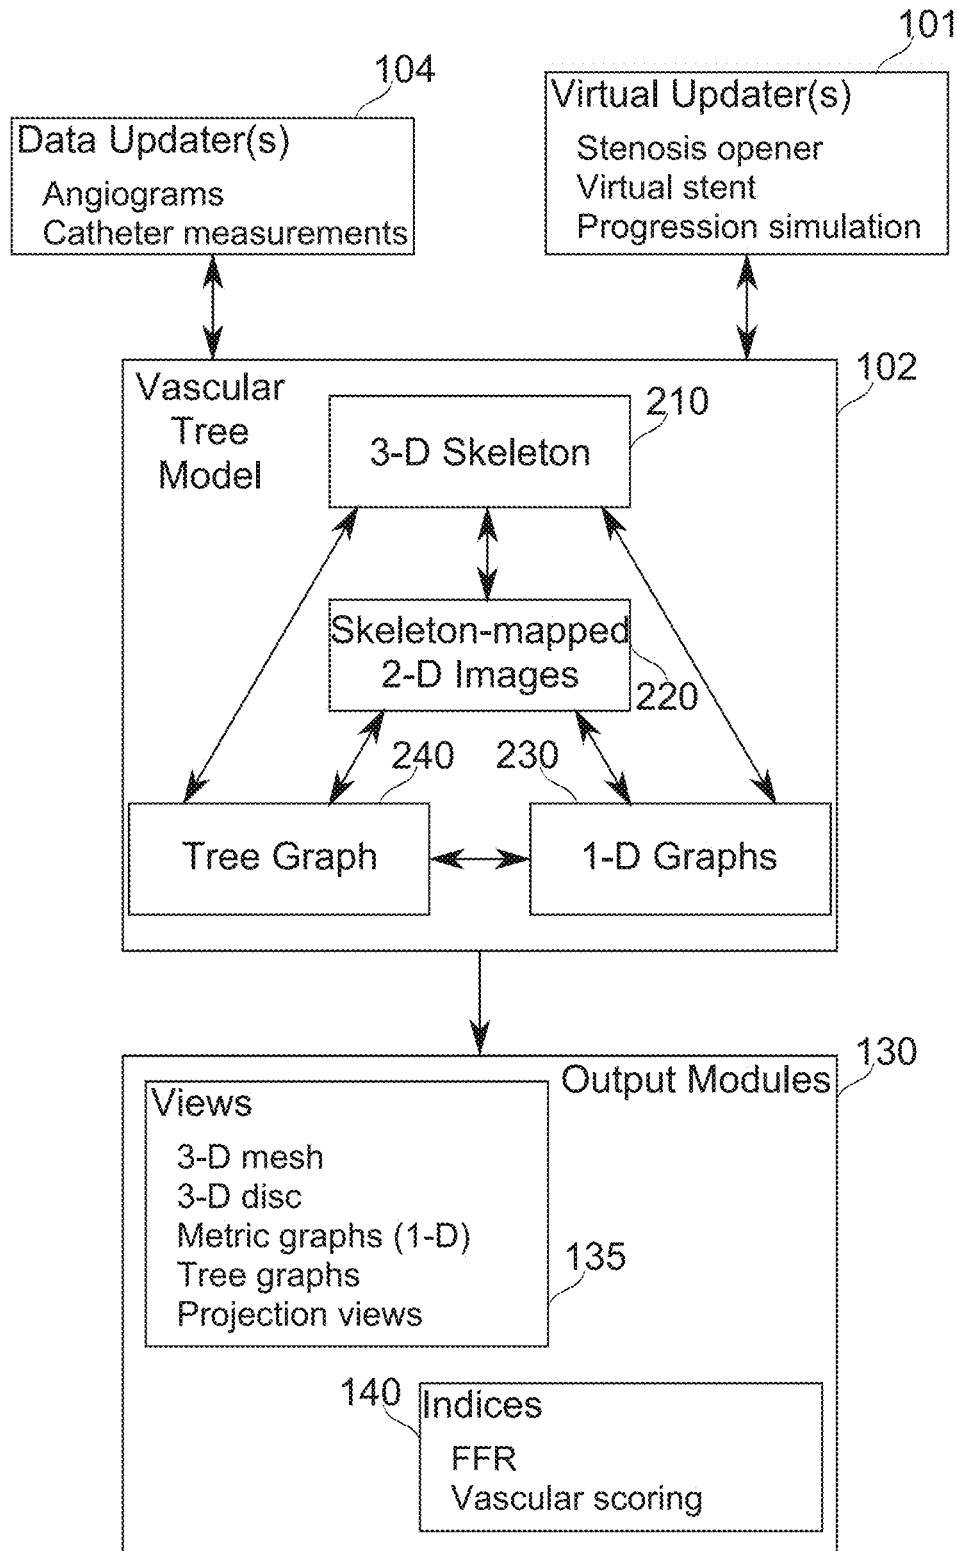 101
104
Virtual Updater(s)
Stenosis opener
Virtual stent
Progression simulation
Data Updater(s)
Angiograms
Catheter measurements
102
Vascular
Tree
Model
210
3-D Skeleton
Skeleton-mapped
2-D Images
220
240
230
Tree Graph
1-D Graphs
130
Output Modules
Views
3-D mesh
3-D disc
Metric graphs (1-D)
Tree graphs
Projection views
135
140
Indices
FFR
Vascular scoring